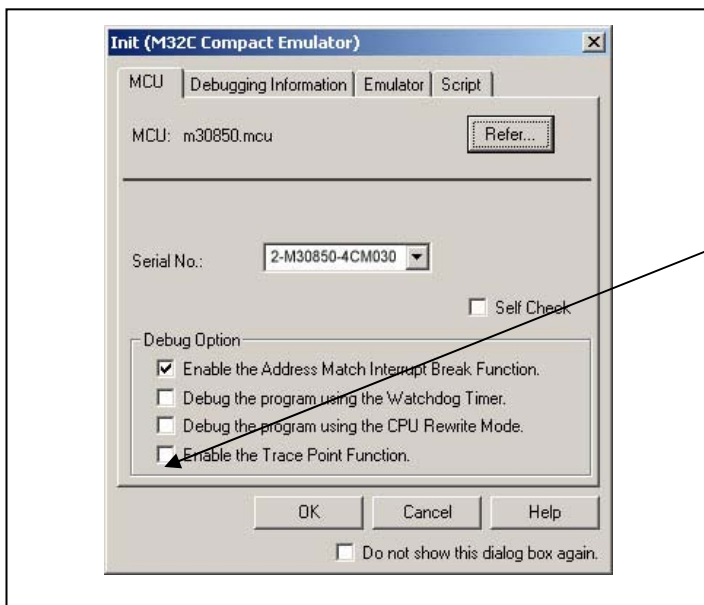 Init (M32C Compact Emulator)
MCU Debugging Information Emulator Script
MCU: m30850.mcu Refer...
Serial No.: 2-M30850-4CM030
Self Check
Debug Option
Enable the Address Match Interrupt Break Function.
Debug the program using the Watchdog Timer.
Debug the program using the CPU Rewrite Mode.
Enable the Trace Point Function.
OK Cancel Help
Do not show this dialog box again.